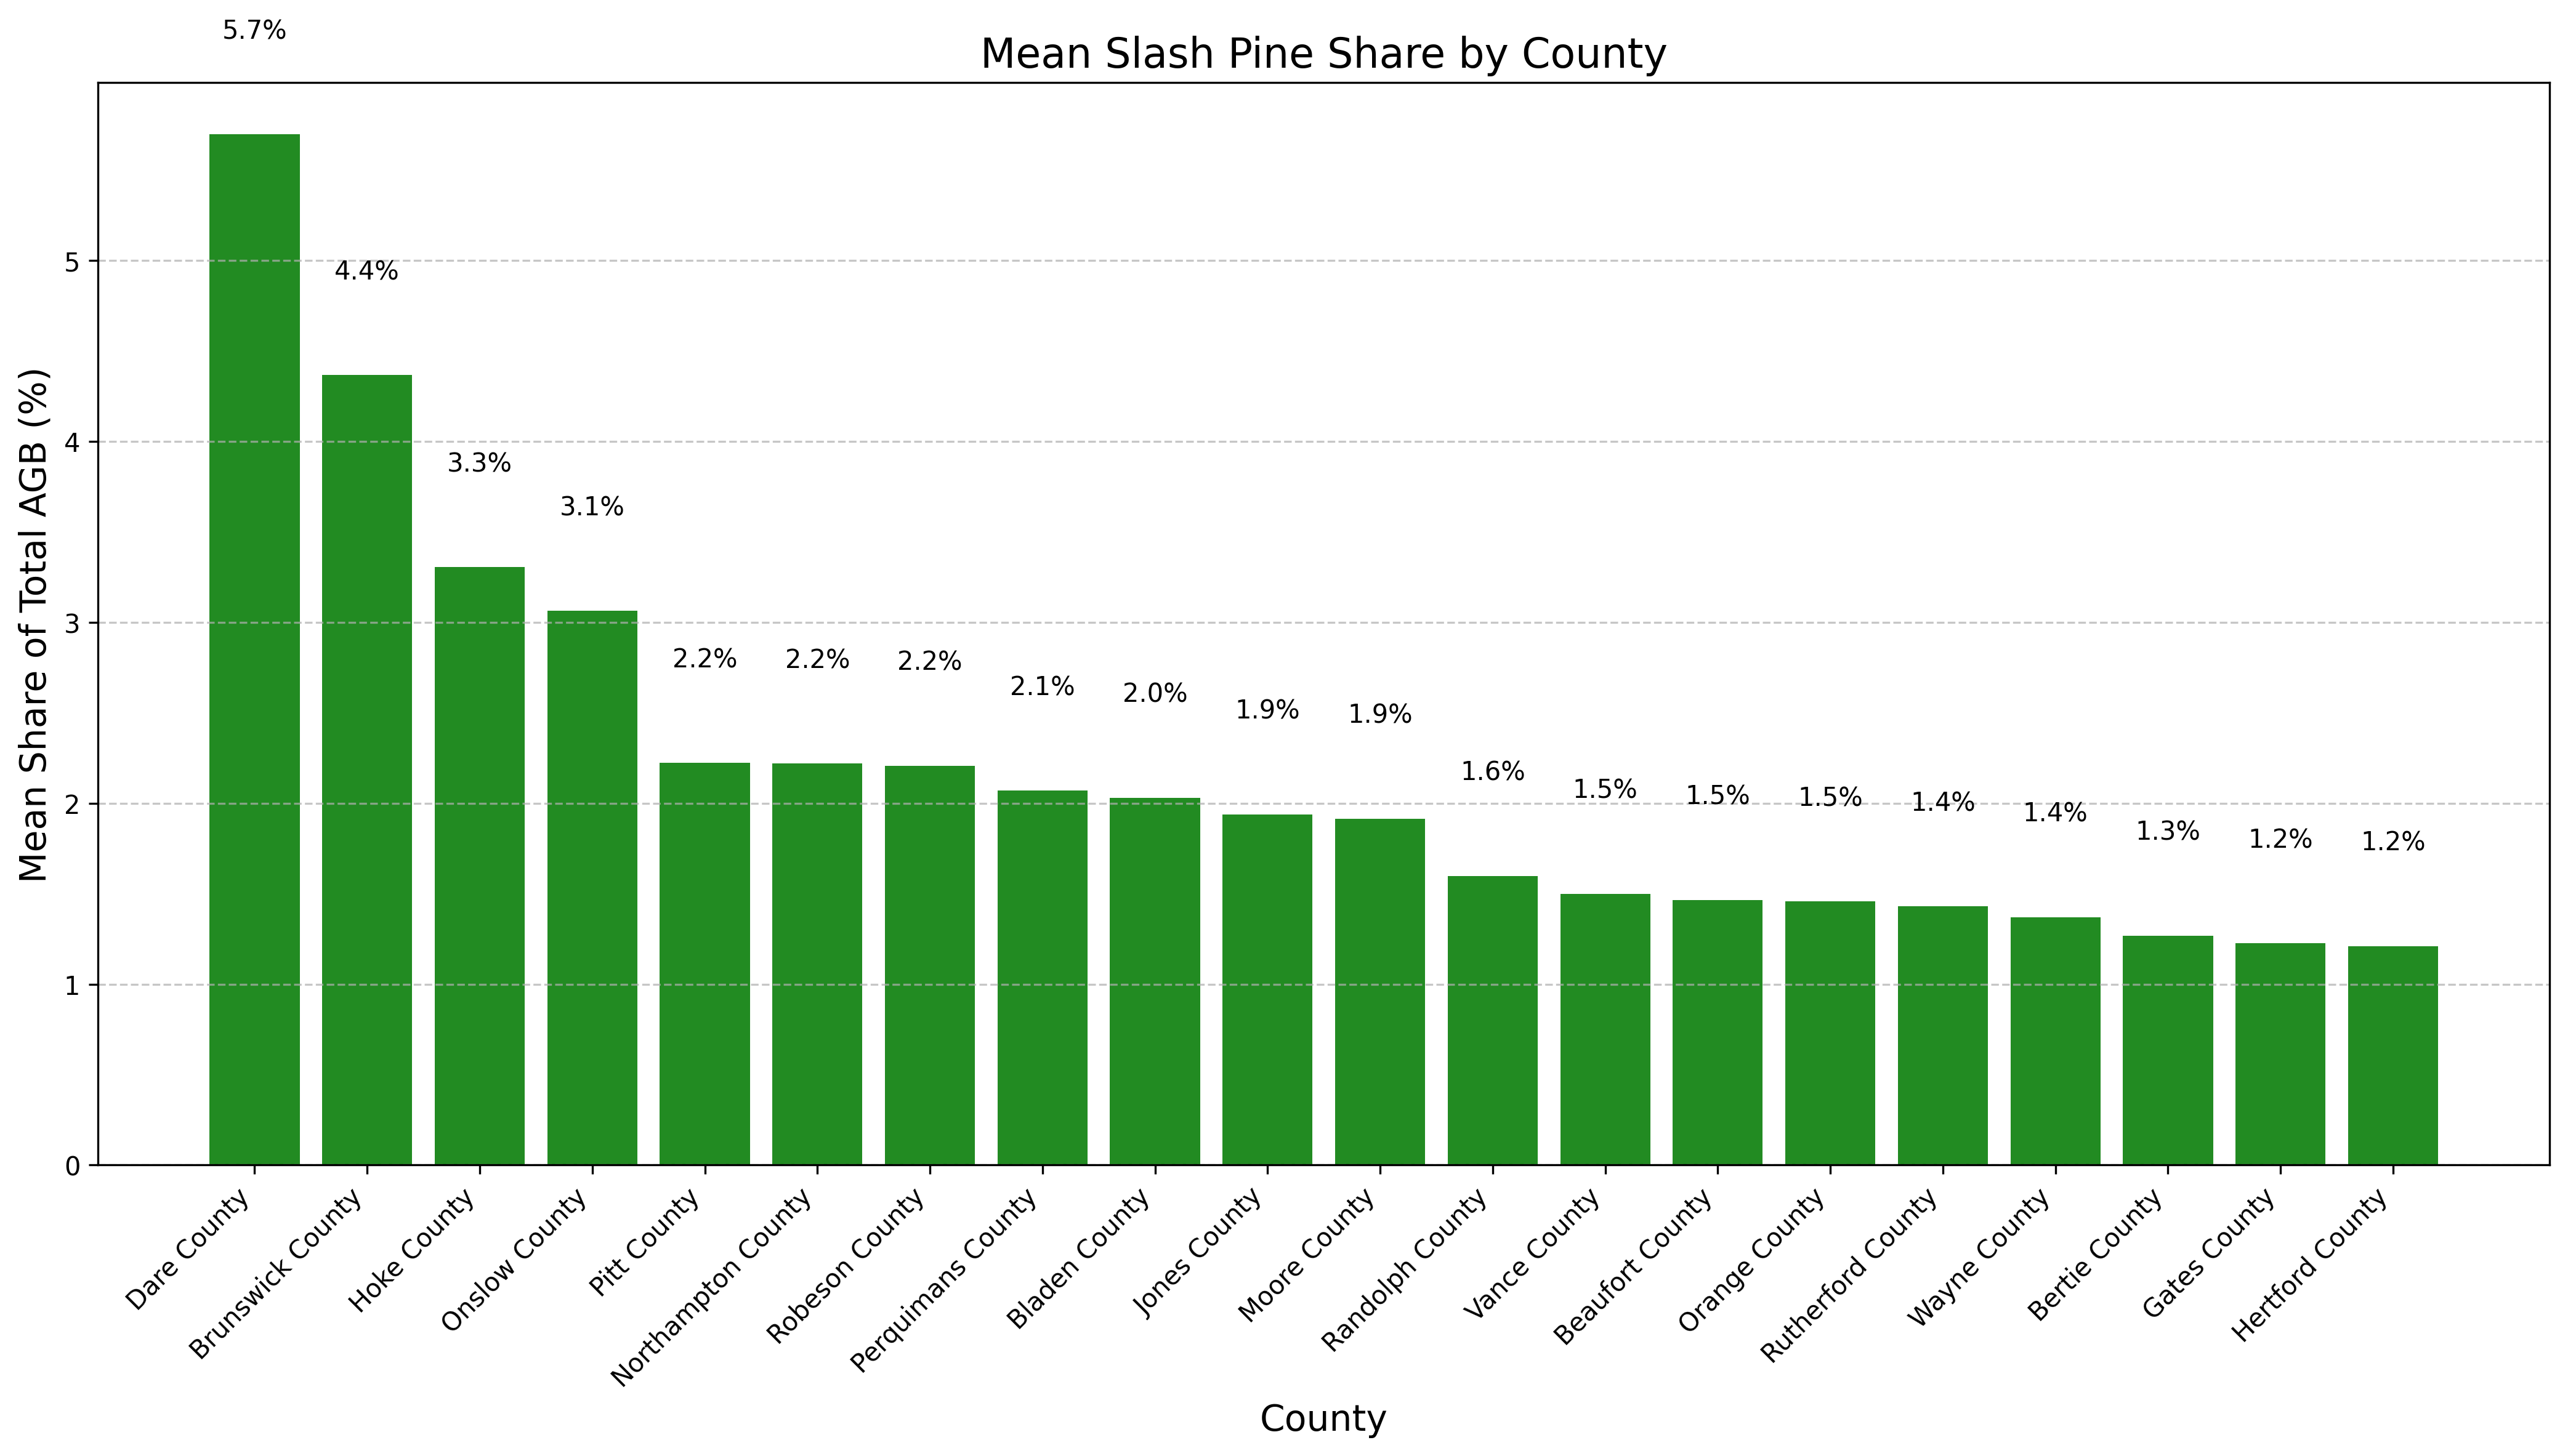 5.7%
Mean Slash Pine Share by County
Mean Share of Total AGB (%)
5
4
3
2
1
0
4.4%
3.3%
3.1%
2.2%
2.2%
2.2%
2.1%
2.0%
1.9%
1.9%
1.6%
1.5%
1.5%
1.5%
1.4%
1.4%
1.3%
1.2%
1.2%
Dare County
Brunswick County
Hoke County
Onslow County
Pitt County
Northampton County
Robeson County
Perquimans County
Bladen County
Jones County
Moore County
Randolph County
Vance County
Beaufort County
Orange County
Rutherford County
Wayne County
Bertie County
Gates County
Hertford County
County